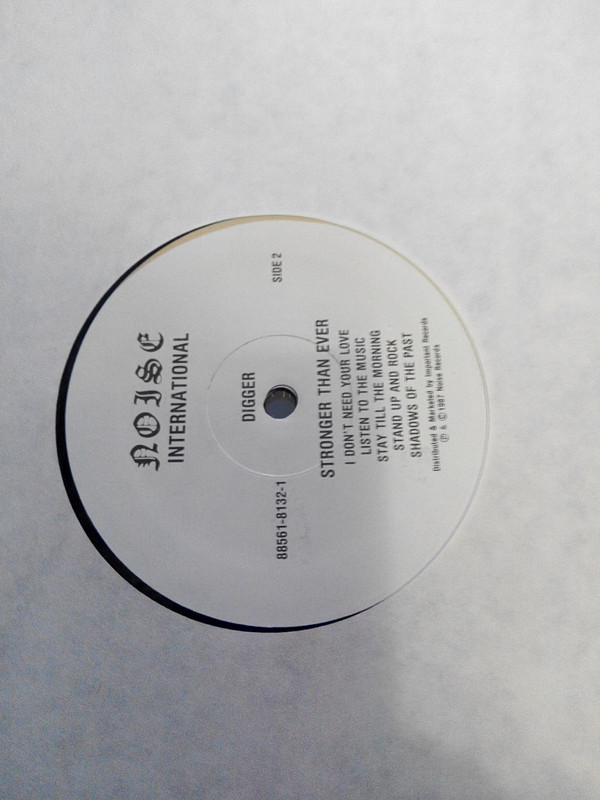 NOISE
INTERNATIONAL
DIGGER
88561-8132-1
SIDE 2
STRONGER THAN EVER
I DON'T NEED YOUR LOVE
LISTEN TO THE MUSIC
STAY TILL THE MORNING
STAND UP AND ROCK
SHADOWS OF THE PAST
Distributed & Marketed by Important Records
Ⓟ & © 1987 Noise Records